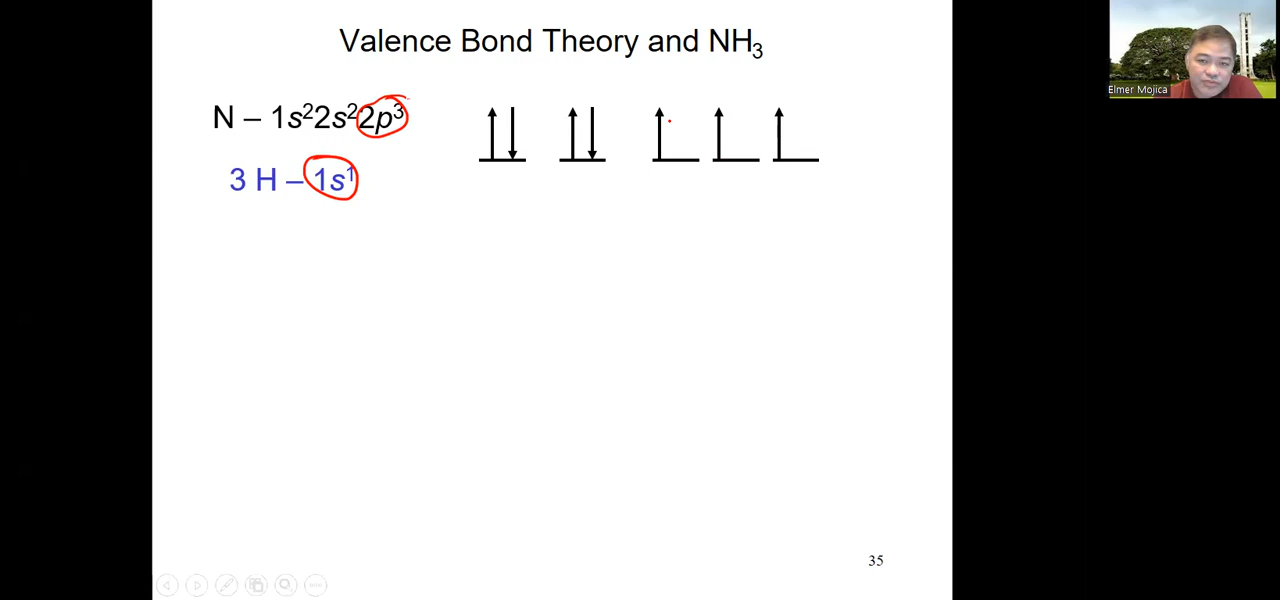 Valence Bond Theory and NH₃
N – 1s²2s²2p³
3 H – 1s¹
Elmer Mojica
35